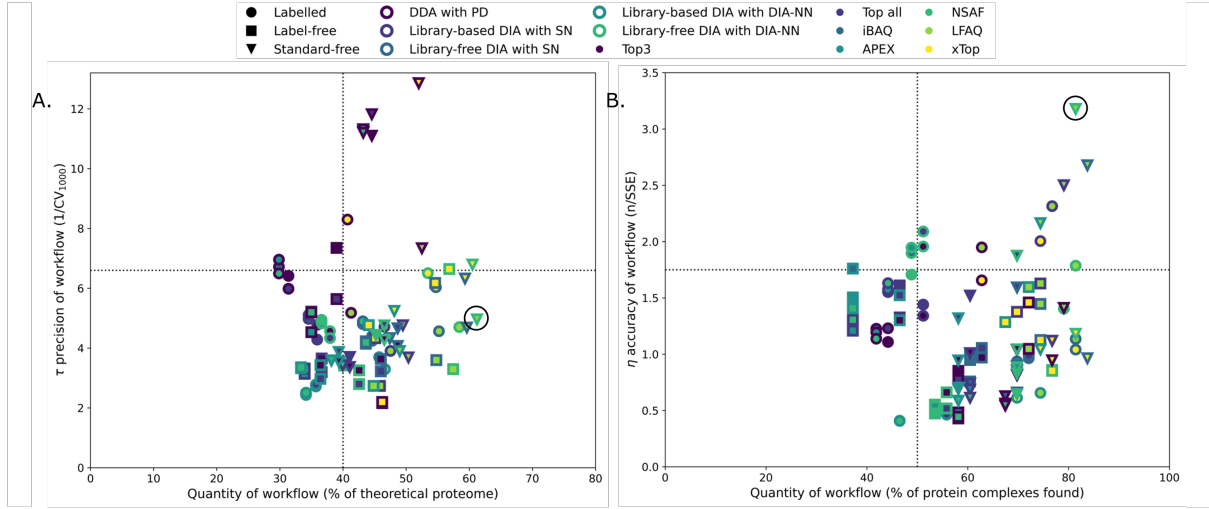 Labelled DDA with PD Library-based DIA with DIA-NN Top all NSAF
Label-free Library-based DIA with SN Library-free DIA with DIA-NN iBAQ LFAQ
Standard-free Library-free DIA with SN Top3 APEX xTop
A.
τ precision of workflow (1/CV1000)
12
10
8
6
4
2
0
0 10 20 30 40 50 60 70 80
Quantity of workflow (% of theoretical proteome)
B.
η accuracy of workflow (n/SSE)
3.5
3.0
2.5
2.0
1.5
1.0
0.5
0.0
0 20 40 60 80 100
Quantity of workflow (% of protein complexes found)